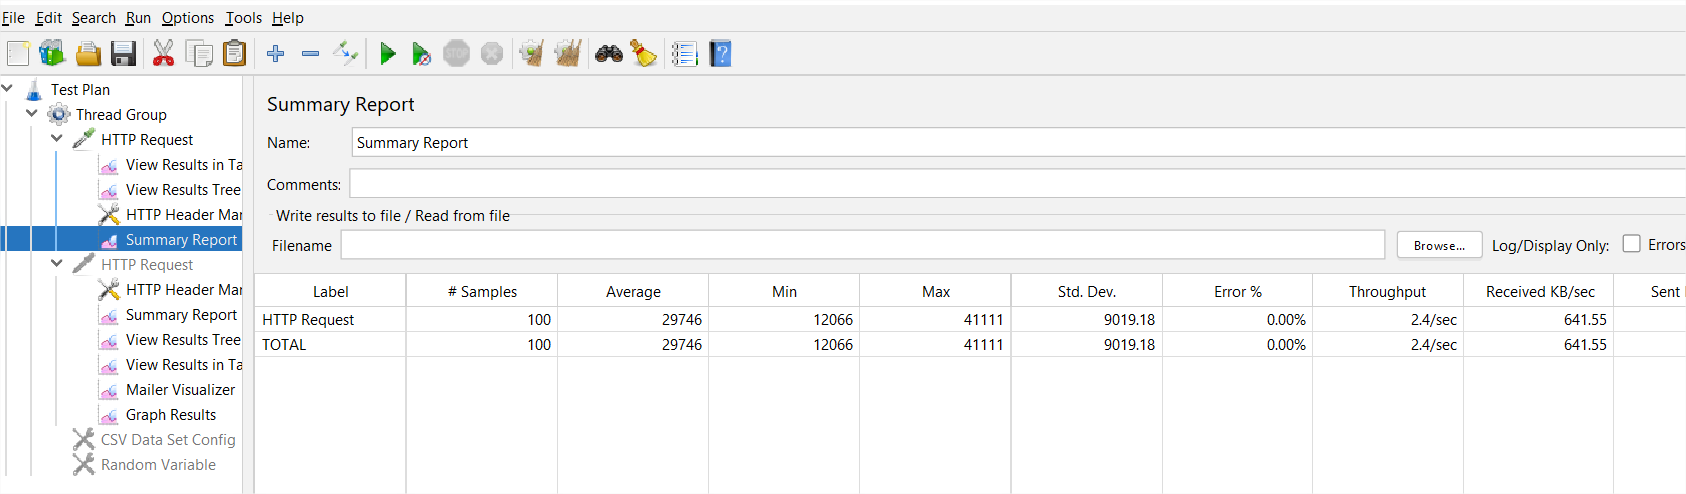 File Edit Search Run Options Tools Help
STOP
Test Plan
Thread Group
HTTP Request
View Results in Ta
View Results Tree
HTTP Header Mar
Summary Report
HTTP Request
HTTP Header Mar
Summary Report
View Results Tree
View Results in Ta
Mailer Visualizer
Graph Results
CSV Data Set Config
Random Variable
Summary Report
Name: Summary Report
Comments:
Write results to file / Read from file
Filename Browse... Log/Display Only: Errors
Label # Samples Average Min Max Std. Dev. Error % Throughput Received KB/sec Sent
HTTP Request 100 29746 12066 41111 9019.18 0.00% 2.4/sec 641.55
TOTAL 100 29746 12066 41111 9019.18 0.00% 2.4/sec 641.55